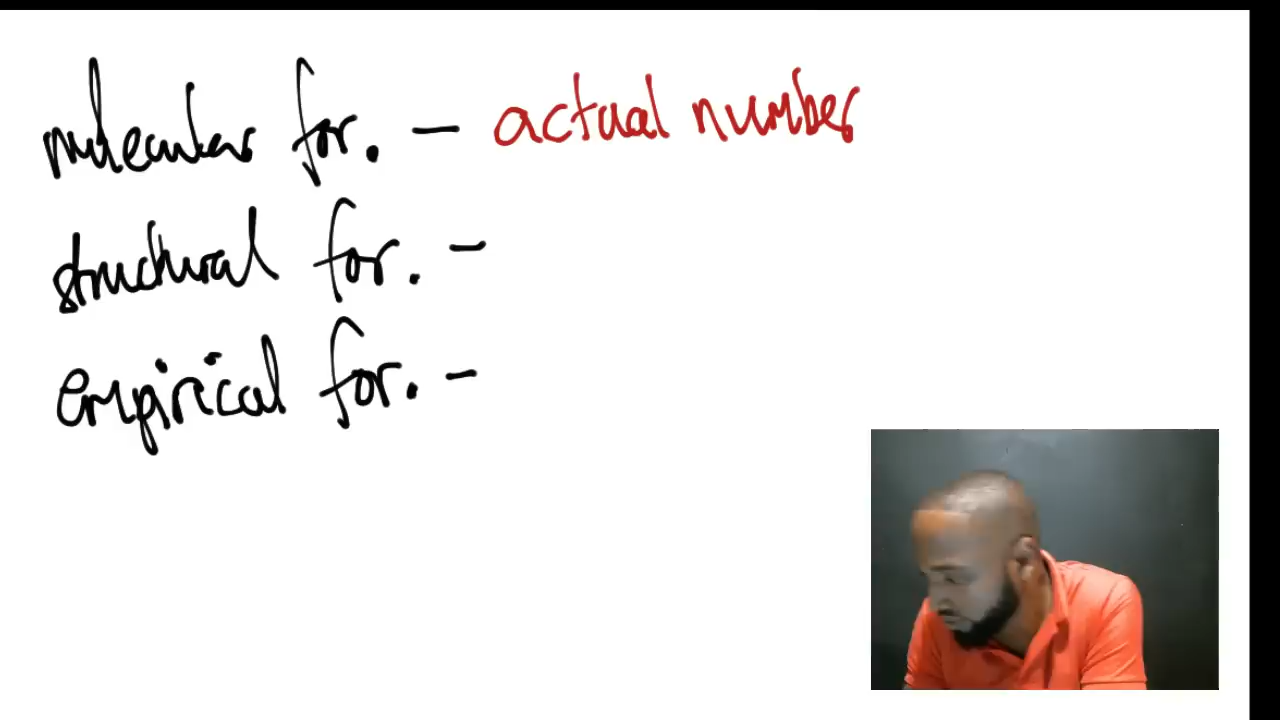 molecular for. - actual number
structural for. -
empirical for. -